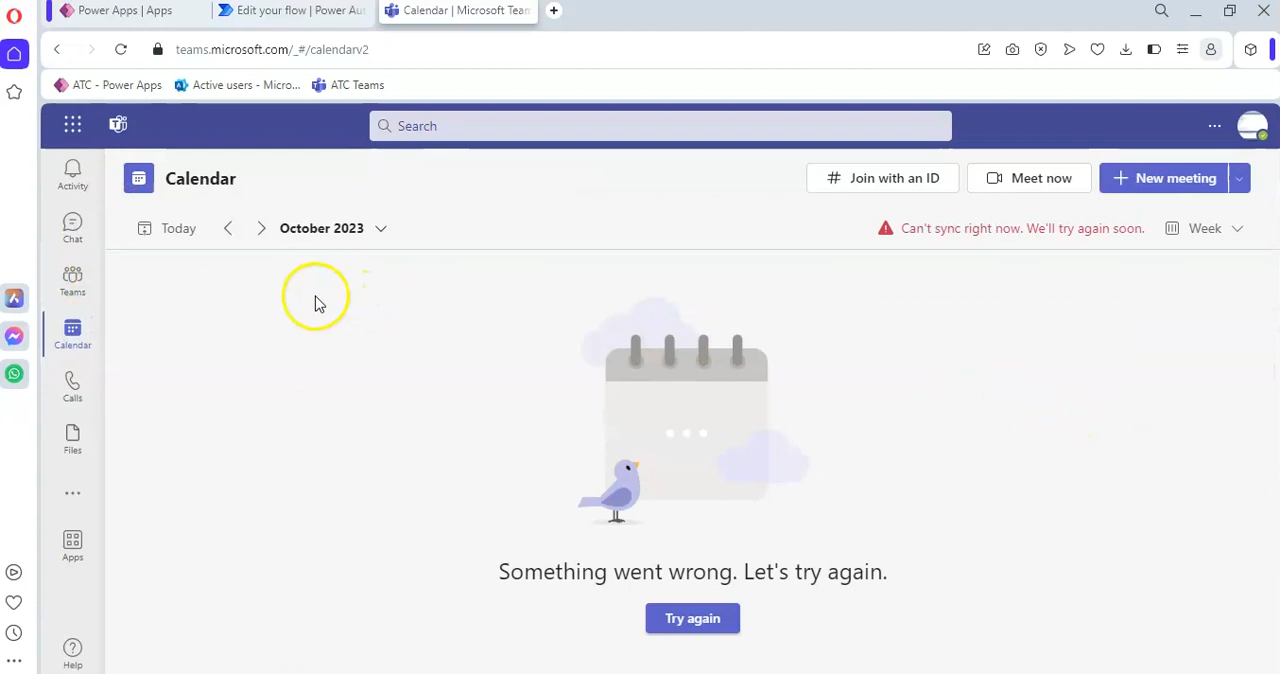 Power Apps | Apps
Edit your flow | Power Aut
Calendar | Microsoft Team
teams.microsoft.com/_#/calendarv2
ATC - Power Apps
Active users - Micro...
ATC Teams
Search
Activity
Chat
Teams
Calendar
Calls
Files
Apps
Help
Calendar
# Join with an ID
Meet now
+ New meeting
Today
October 2023
Can't sync right now. We'll try again soon.
Week
Something went wrong. Let's try again.
Try again